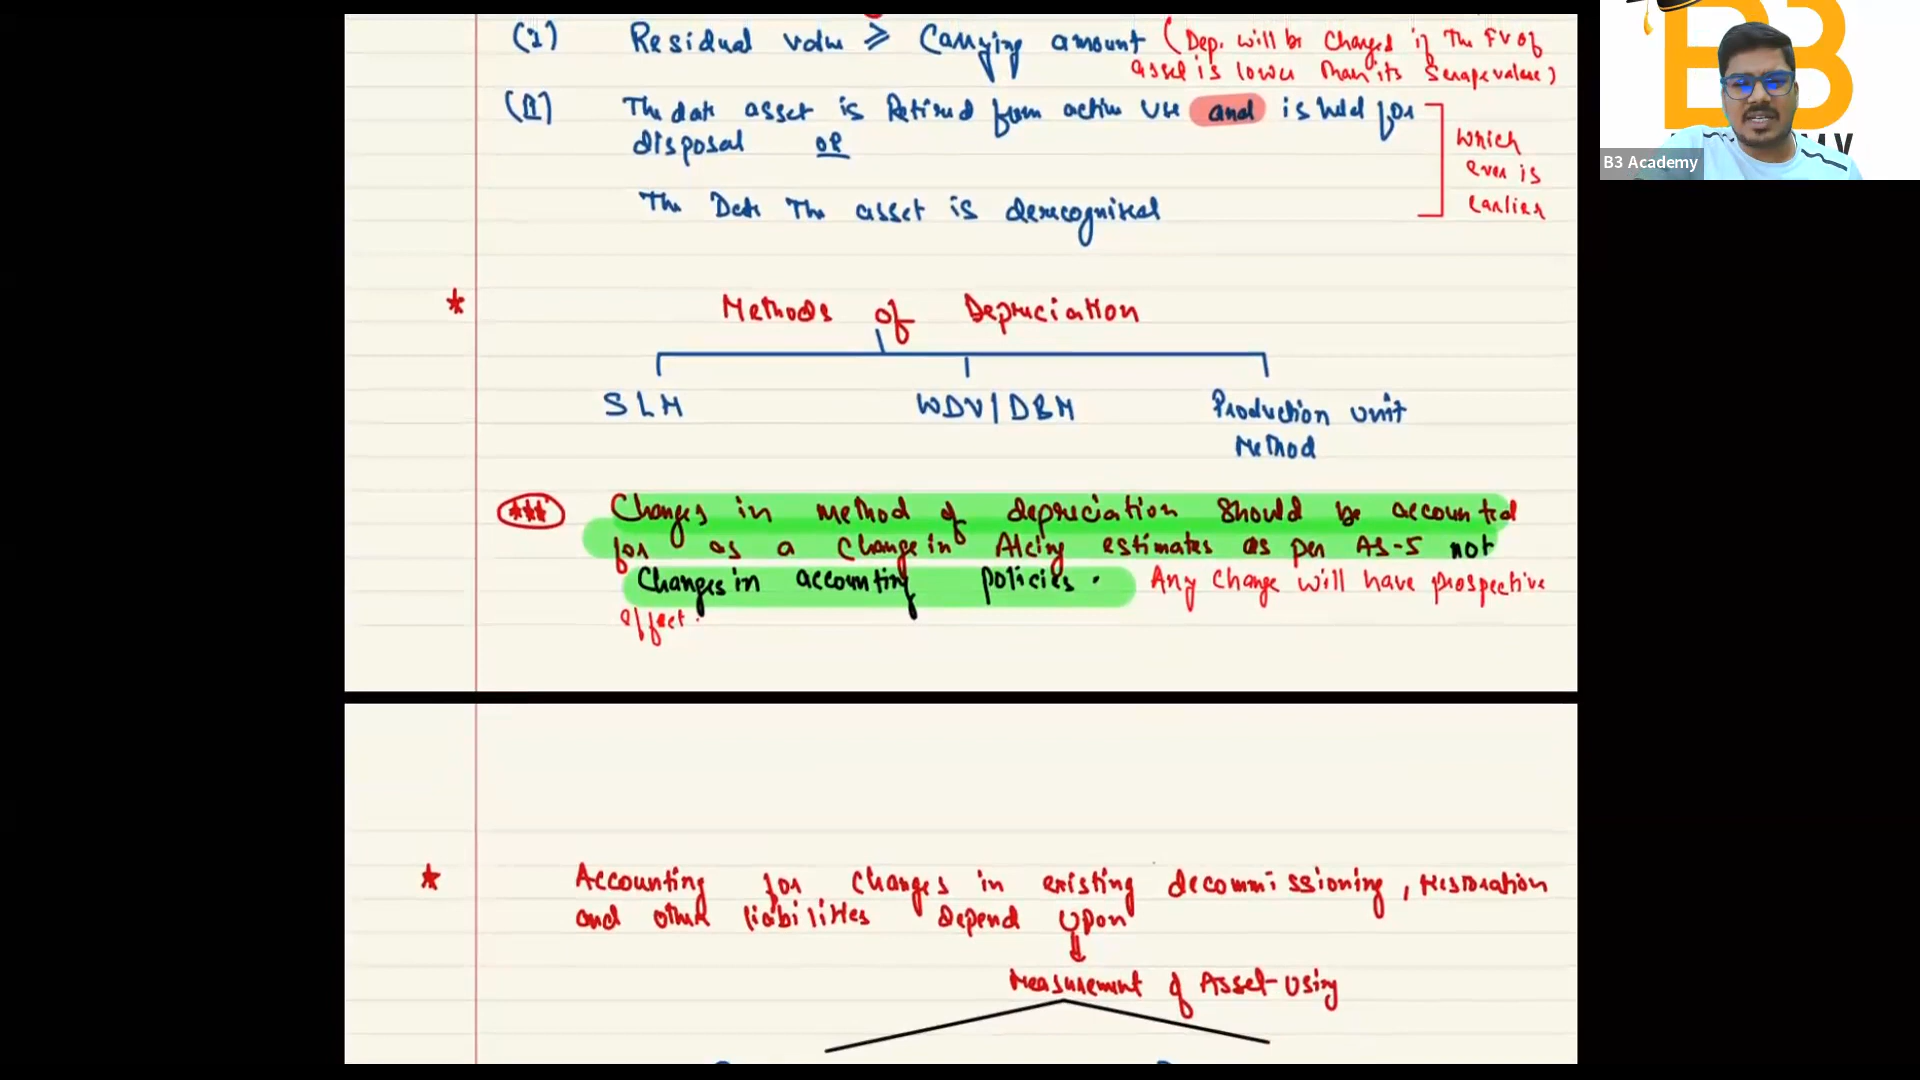 (I) Residual value ≥ Carrying amount (Dep. will be Charged if The FV Of
asset is lower than its Scrape value)
(II) The date asset is Retired from active use and is held for
disposal OR
The Date The asset is derecognised
which
ever is
earlier
* Methods of Depreciation
SLM WDV/DBM Production unit
Method
*** Changes in method of depreciation should be accounted
for as a change in A/cing estimates as per AS-5 not
Changes in accounting policies. Any change will have prospective
effect.
* Accounting for changes in existing decommissioning, restoration
and other liabilities depend upon
Measurement of Asset Using
B3
B3 Academy